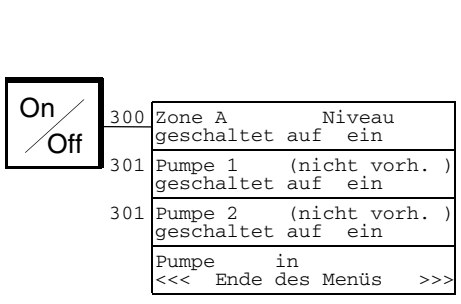 On
Off
300 Zone A Niveau
geschaltet auf ein
301 Pumpe 1 (nicht vorh. )
geschaltet auf ein
301 Pumpe 2 (nicht vorh. )
geschaltet auf ein
Pumpe in
<<< Ende des Menüs >>>